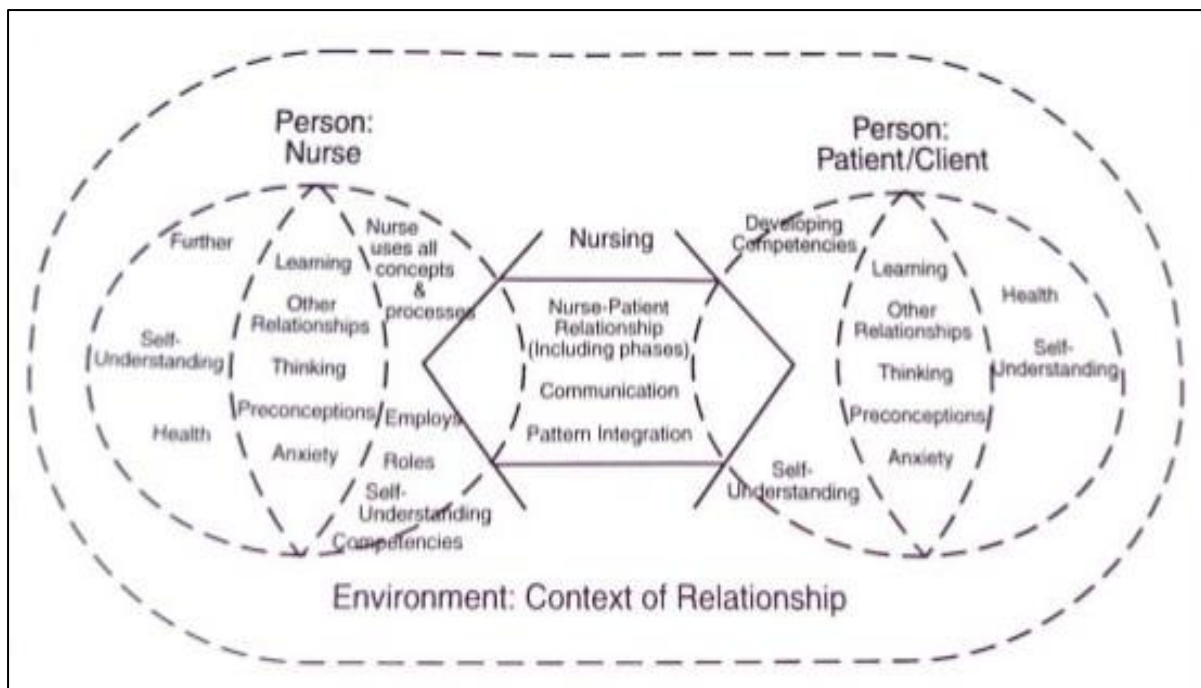 Person:
Nurse
Person:
Patient/Client
Further
Self-
Understanding
Health
Learning
Other
Relationships
Thinking
Preconceptions
Anxiety
Nurse
uses all
concepts
&
processes
Employs
Roles
Self-
Understanding
Competencies
Nursing
Nurse-Patient
Relationship
(Including phases)
Communication
Pattern Integration
Developing
Competencies
Self-
Understanding
Learning
Other
Relationships
Thinking
Preconceptions
Anxiety
Health
Self-
Understanding
Environment: Context of Relationship